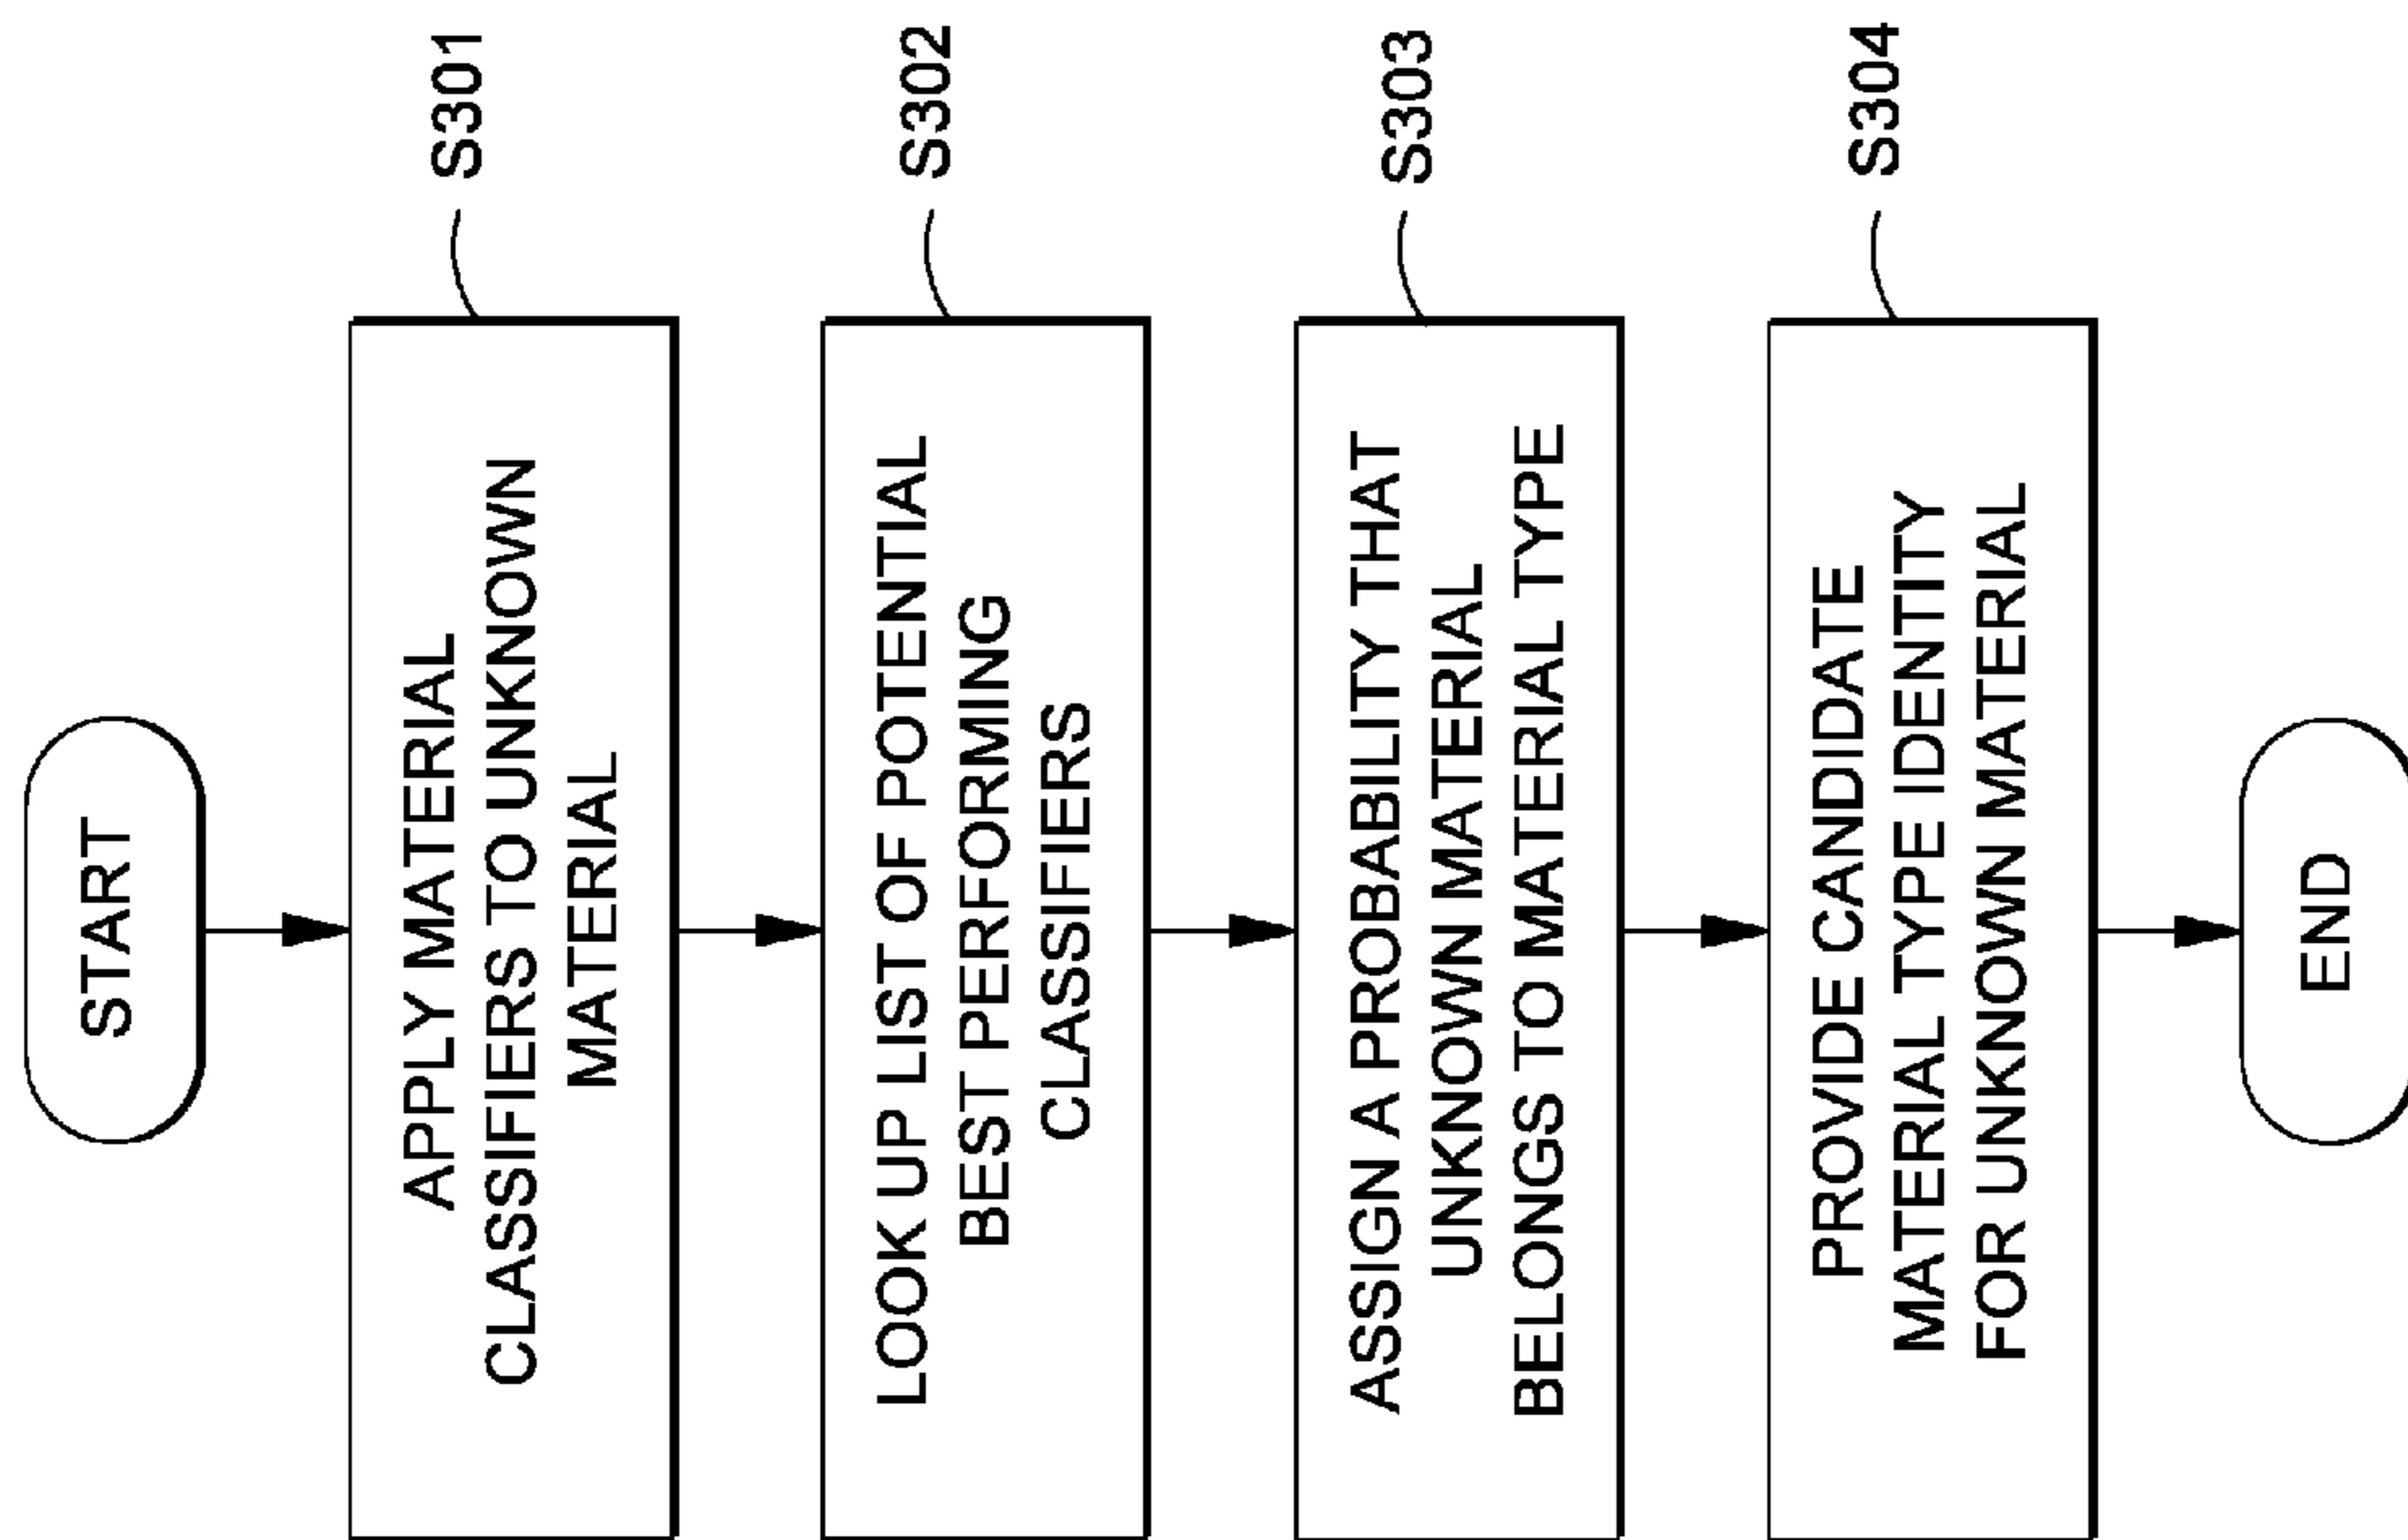 START
APPLY MATERIAL
CLASSIFIERS TO UNKNOWN
MATERIAL
S301
LOOK UP LIST OF POTENTIAL
BEST PERFORMING
CLASSIFIERS
S302
ASSIGN A PROBABILITY THAT
UNKNOWN MATERIAL
BELONGS TO MATERIAL TYPE
S303
PROVIDE CANDIDATE
MATERIAL TYPE IDENTITY
FOR UNKNOWN MATERIAL
S304
END